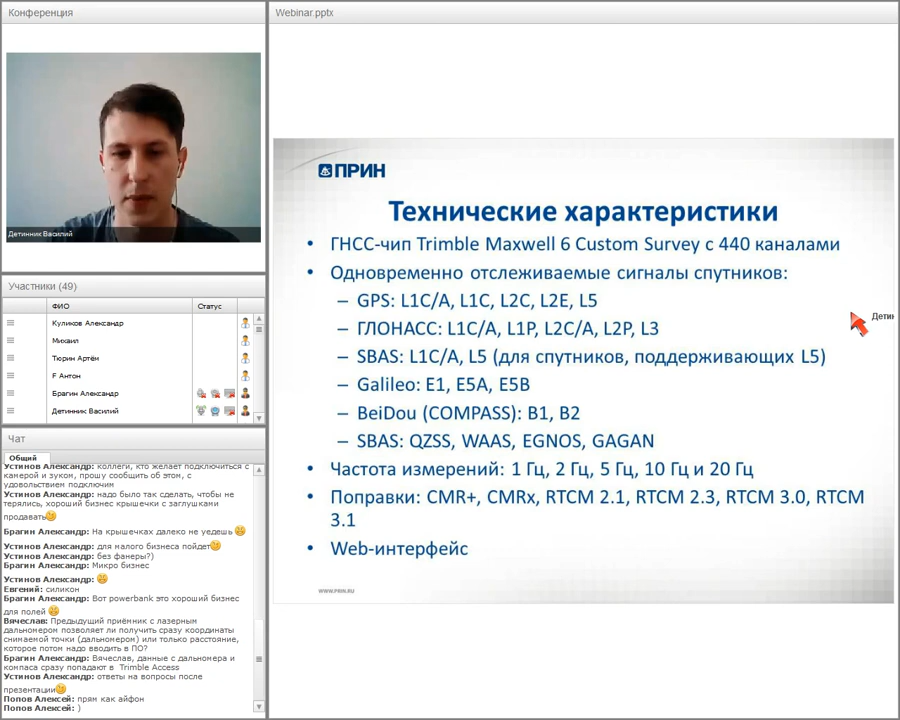 Конференция
Детинник Василий
Участники (49)
ФИО
Статус
Куликов Александр
Михаил
Тюрин Артём
F Антон
Брагин Александр
Детинник Василий
Чат
Общий
Устинов Александр: коллеги, кто желает подключиться с
камерой и зуком, прошу сообщить об этом, с
удовольствием подключим
Устинов Александр: надо было так сделать, чтобы не
терялись, хороший бизнес крышечки с заглушками
продавать
Брагин Александр: На крышечках далеко не уедешь
Устинов Александр: для малого бизнеса пойдет
Устинов Александр: без фанеры?)
Брагин Александр: Микро бизнес
Устинов Александр:
Евгений: силикон
Брагин Александр: Вот powerbank это хороший бизнес
для полей
Вячеслав: Предыдущий приёмник с лазерным
дальномером позволяет ли получить сразу координаты
снимаемой точки (дальномером) или только расстояние,
которое потом надо вводить в ПО?
Брагин Александр: Вячеслав, данные с дальномера и
компаса сразу попадают в Trimble Access
Устинов Александр: ответы на вопросы после
презентации
Попов Алексей: прям как айфон
Попов Алексей: )
Webinar.pptx
ПРИН
Технические характеристики
• ГНСС-чип Trimble Maxwell 6 Custom Survey с 440 каналами
• Одновременно отслеживаемые сигналы спутников:
– GPS: L1C/A, L1C, L2C, L2E, L5
– ГЛОНАСС: L1C/A, L1P, L2C/A, L2P, L3
– SBAS: L1C/A, L5 (для спутников, поддерживающих L5)
– Galileo: E1, E5A, E5B
– BeiDou (COMPASS): B1, B2
– SBAS: QZSS, WAAS, EGNOS, GAGAN
• Частота измерений: 1 Гц, 2 Гц, 5 Гц, 10 Гц и 20 Гц
• Поправки: CMR+, CMRx, RTCM 2.1, RTCM 2.3, RTCM 3.0, RTCM
3.1
• Web-интерфейс
WWW.PRIN.RU